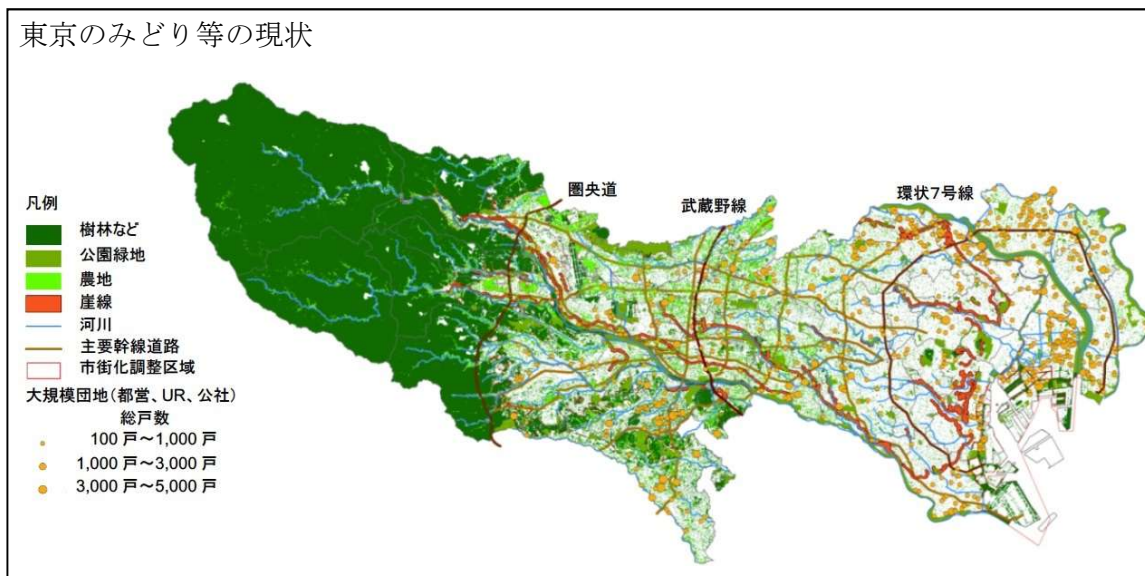 東京のみどり等の現状
圏央道
武蔵野線
環状7号線
凡例
樹林など
公園緑地
農地
崖線
河川
主要幹線道路
市街化調整区域
大規模団地(都営、UR、公社)
総戸数
100 戸~1,000 戸
1,000 戸~3,000 戸
3,000 戸~5,000 戸